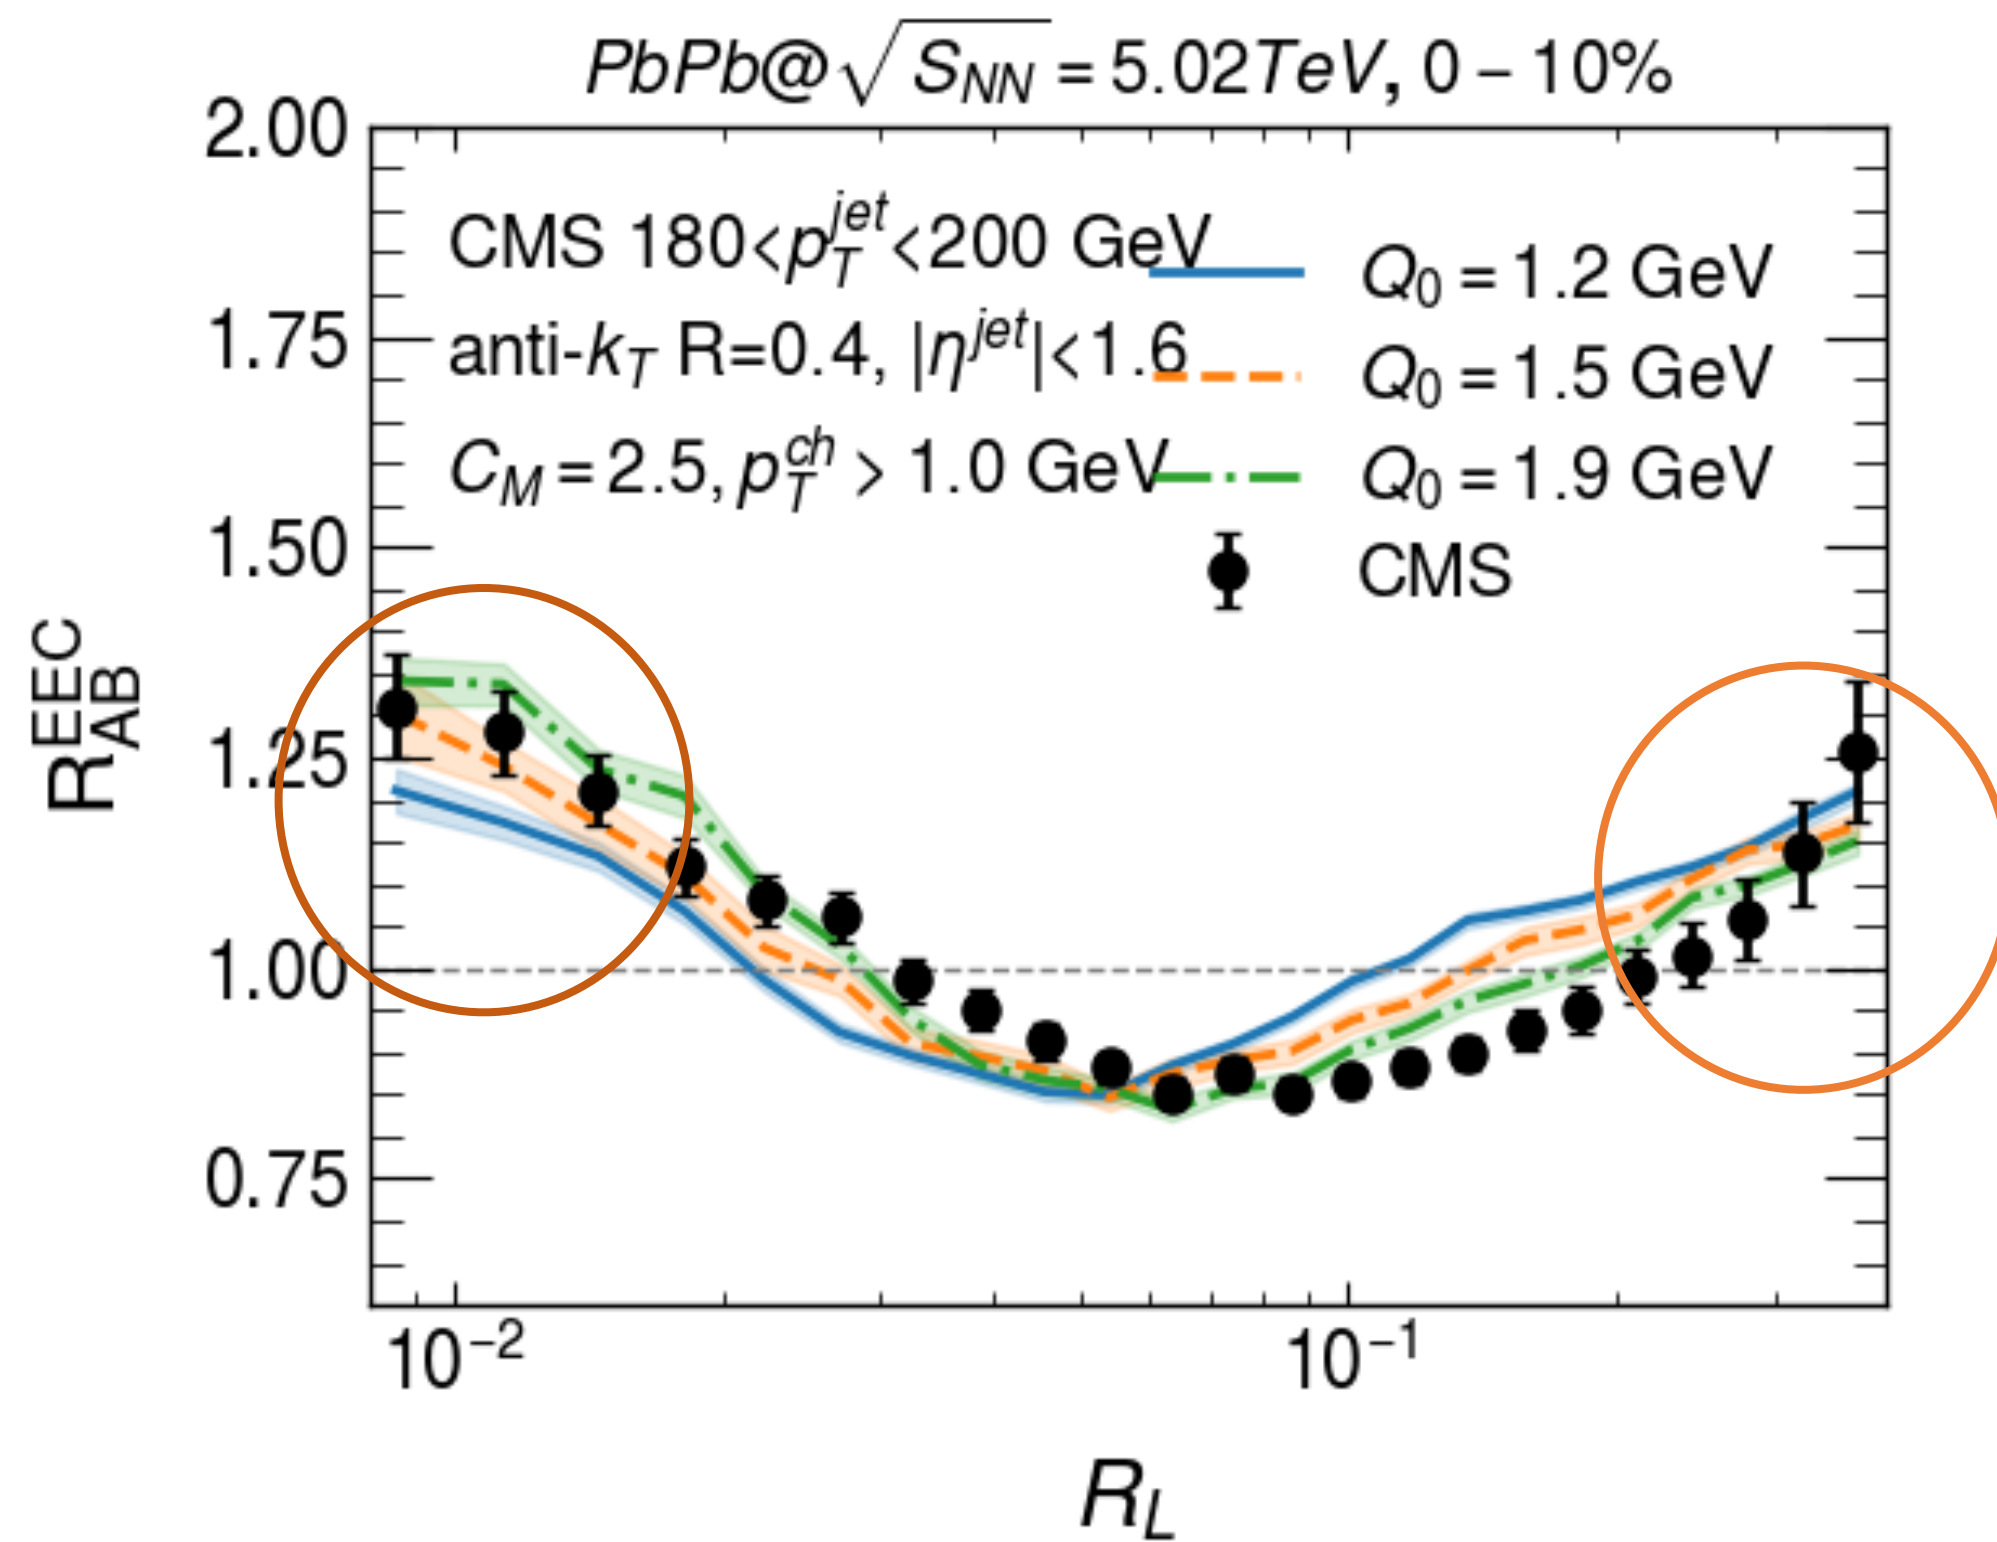 PbPb@√S_NN = 5.02TeV, 0 – 10%
2.00
1.75
1.50
1.25
1.00
0.75
R^EEC_AB
CMS 180<p_T^jet<200 GeV
anti-k_T R=0.4, |η^jet|<1.6
C_M = 2.5, p_T^ch > 1.0 GeV
Q_0 = 1.2 GeV
Q_0 = 1.5 GeV
Q_0 = 1.9 GeV
CMS
10^−2
10^−1
R_L